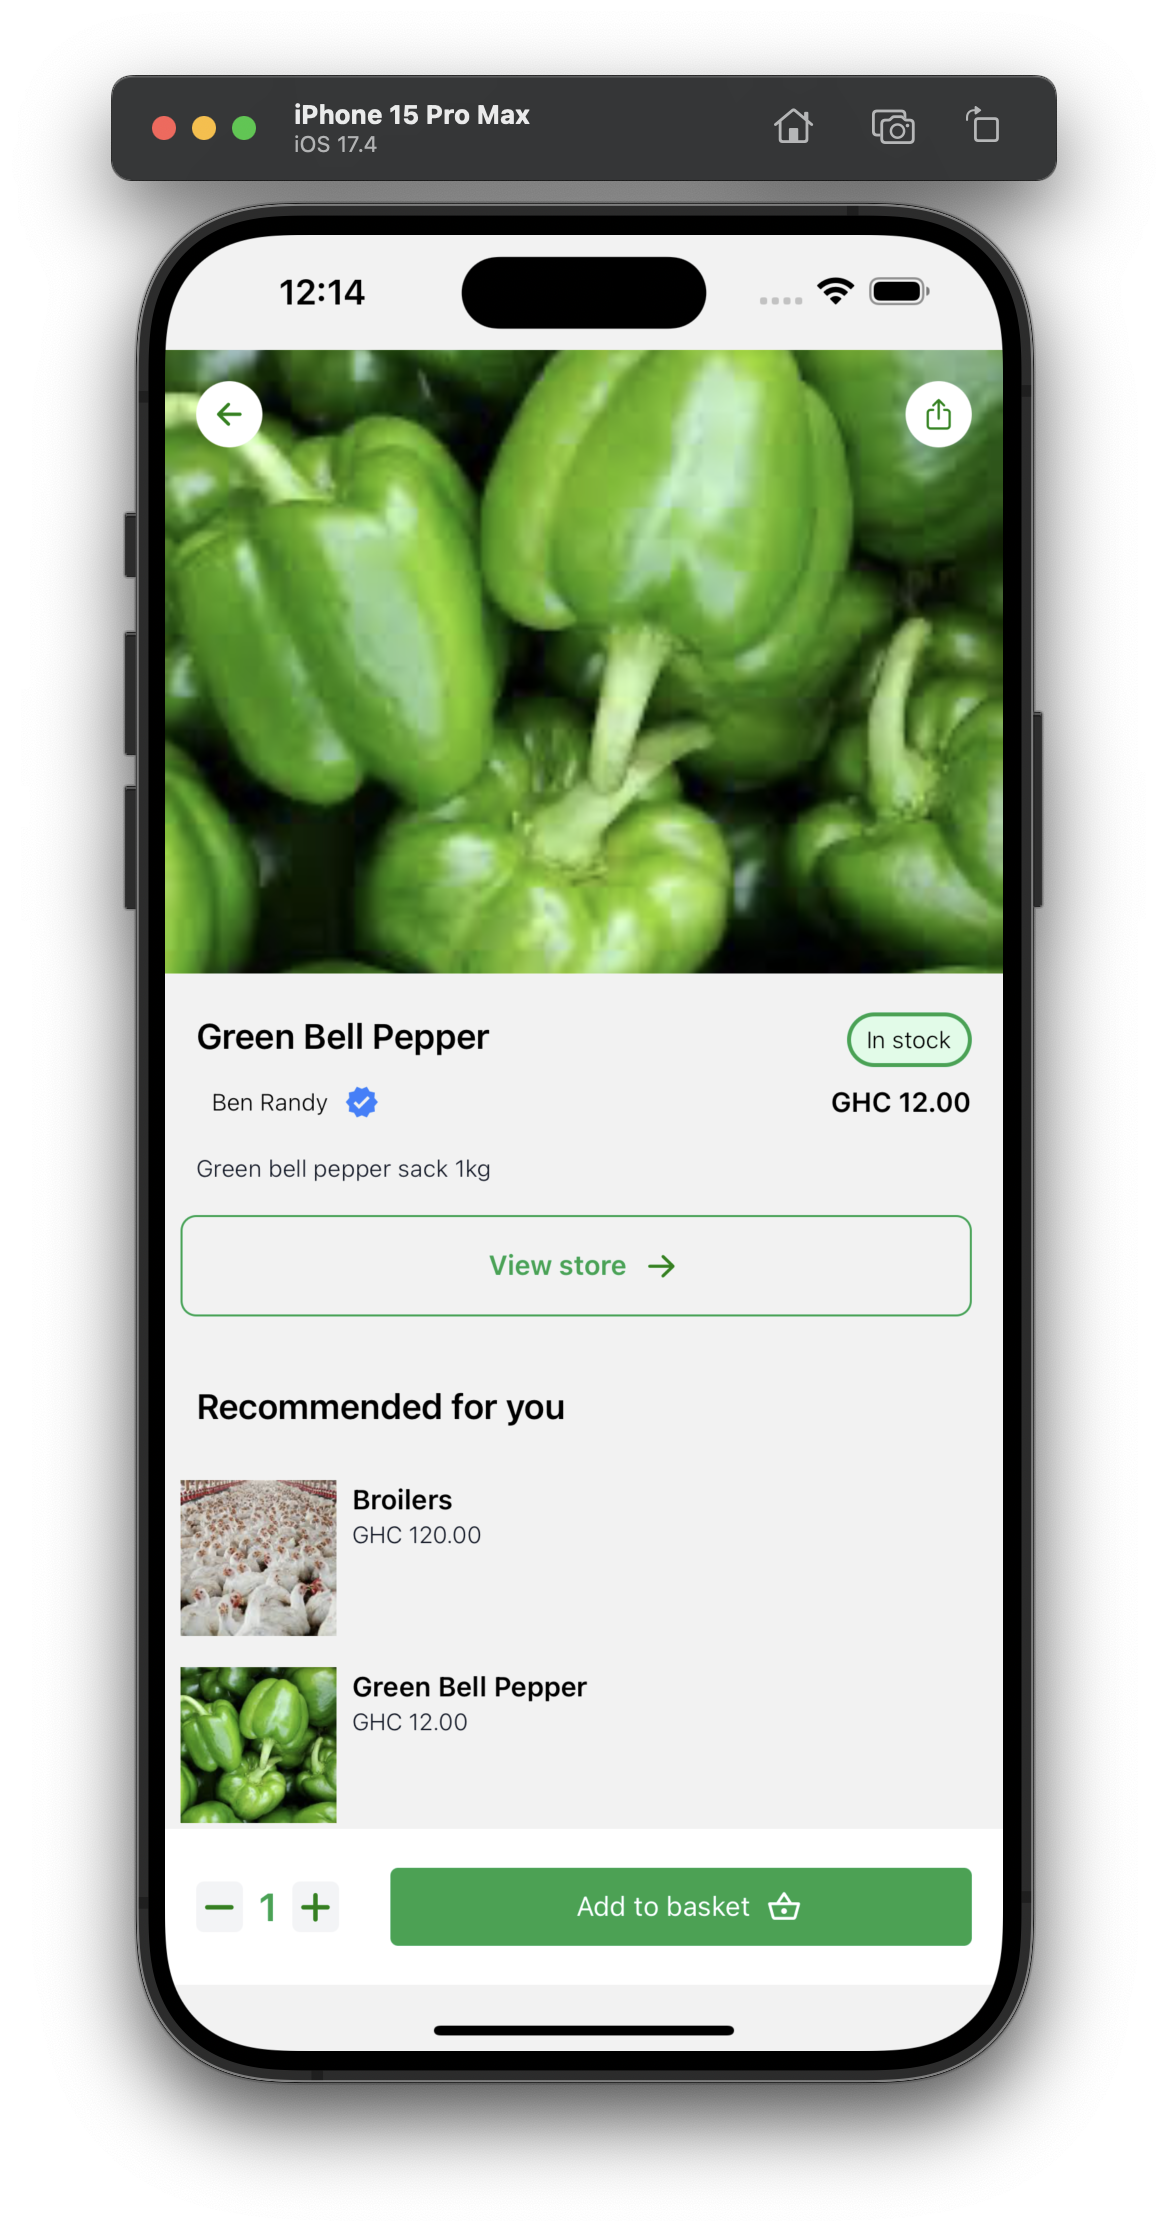 iPhone 15 Pro Max
iOS 17.4
12:14
Green Bell Pepper
In stock
Ben Randy
GHC 12.00
Green bell pepper sack 1kg
View store
Recommended for you
Broilers
GHC 120.00
Green Bell Pepper
GHC 12.00
1
Add to basket